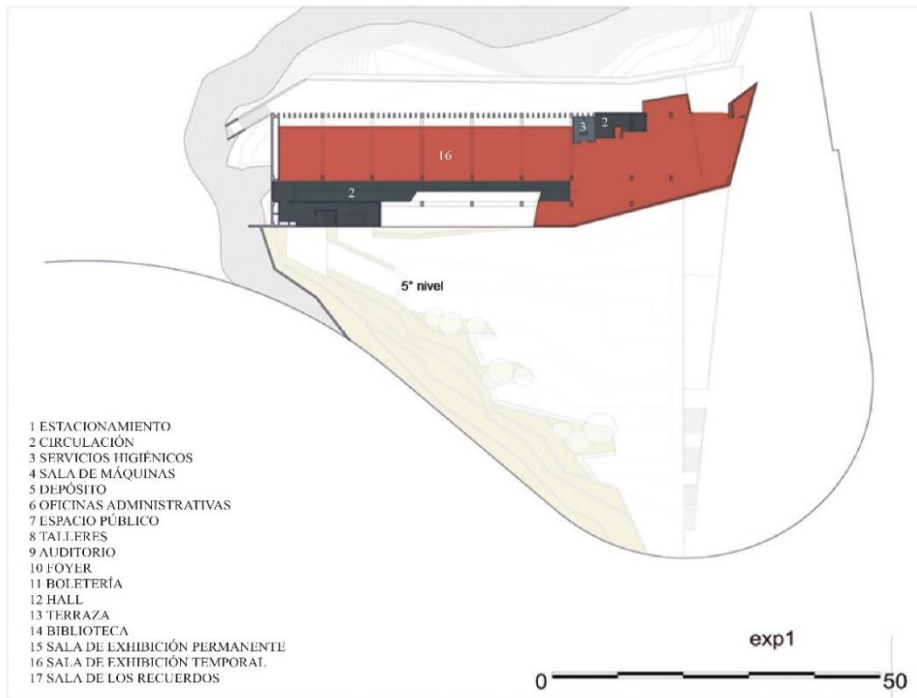 3
2
16
2
5° nivel
1 ESTACIONAMIENTO
2 CIRCULACIÓN
3 SERVICIOS HIGIÉNICOS
4 SALA DE MÁQUINAS
5 DEPÓSITO
6 OFICINAS ADMINISTRATIVAS
7 ESPACIO PÚBLICO
8 TALLERES
9 AUDITORIO
10 FOYER
11 BOLETERÍA
12 HALL
13 TERRAZA
14 BIBLIOTECA
15 SALA DE EXHIBICIÓN PERMANENTE
16 SALA DE EXHIBICIÓN TEMPORAL
17 SALA DE LOS RECUERDOS
exp1
0 50